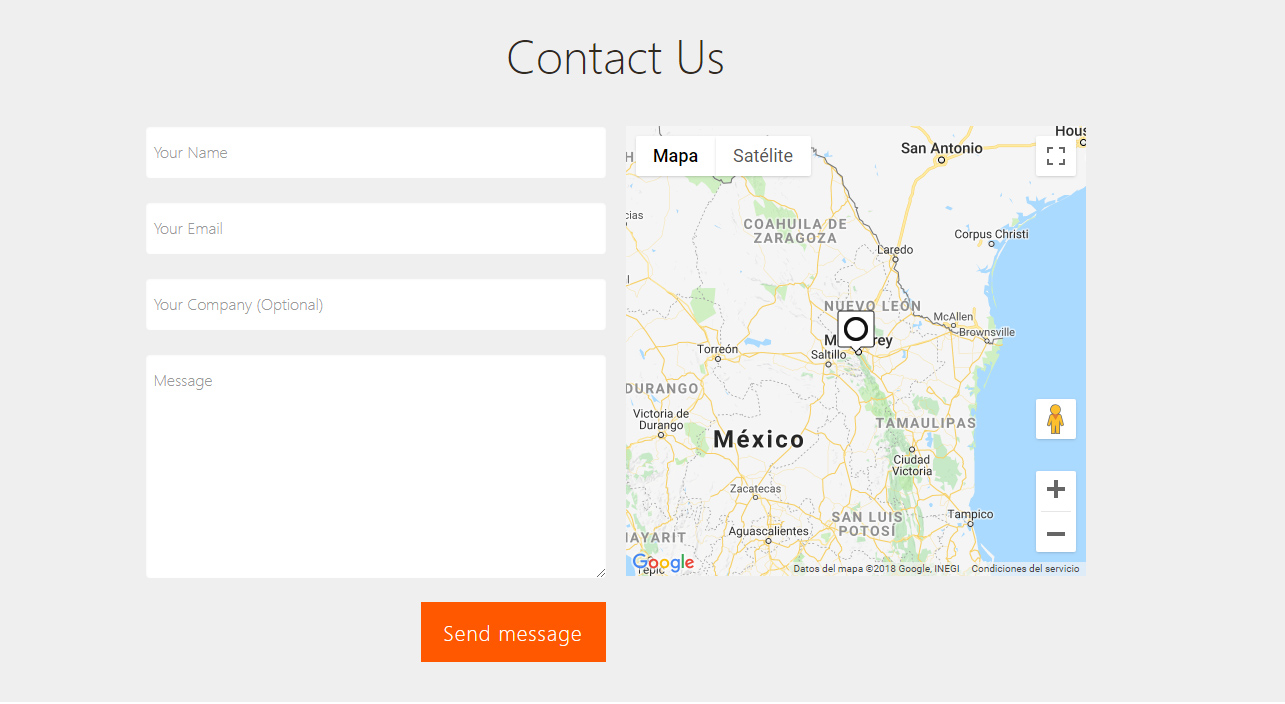 Contact Us
Your Name
Your Email
Your Company (Optional)
Message
Send message
Mapa
Satélite
San Antonio
Hous
H
cias
COAHUILA DE
ZARAGOZA
Corpus Christi
Laredo
NUEVO LEÓN
McAllen
Brownsville
M rey
Torreón
Saltillo
DURANGO
Victoria de
Durango
TAMAULIPAS
México
Ciudad
Victoria
Zacatecas
SAN LUIS
POTOSÍ
Tampico
Aguascalientes
AYARIT
Google
Tepic
Datos del mapa ©2018 Google, INEGI
Condiciones del servicio